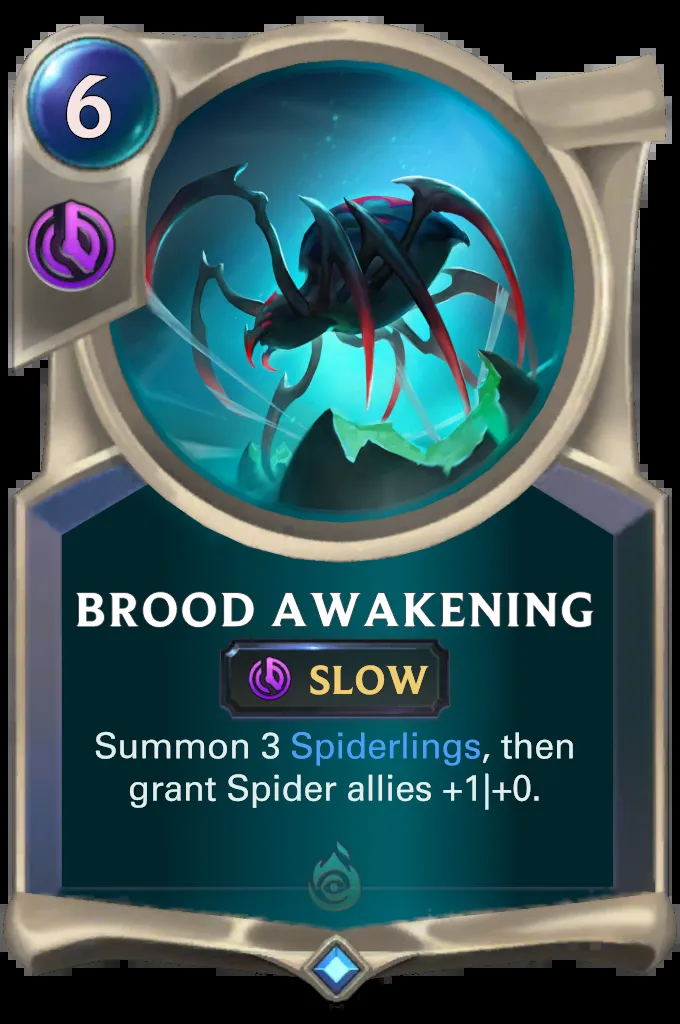 6
BROOD AWAKENING
SLOW
Summon 3 Spiderlings, then
grant Spider allies +1|+0.